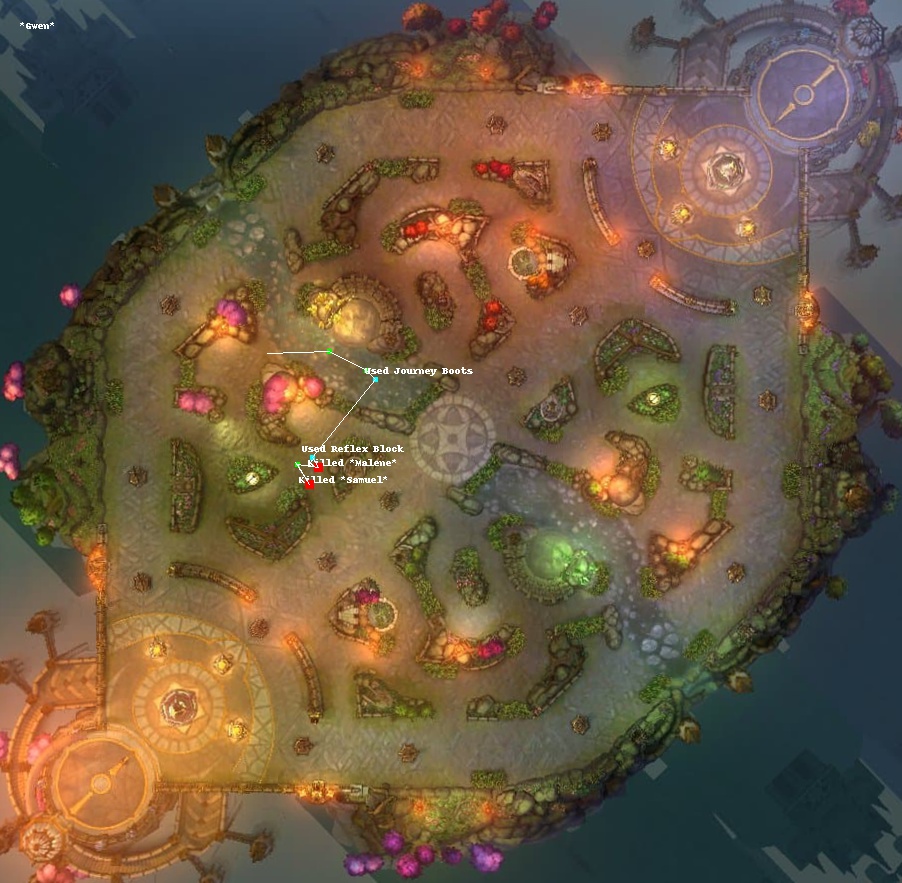 *Gwen*
Used Journey Boots
Used Reflex Block
Killed *Malene*
Killed *Samuel*